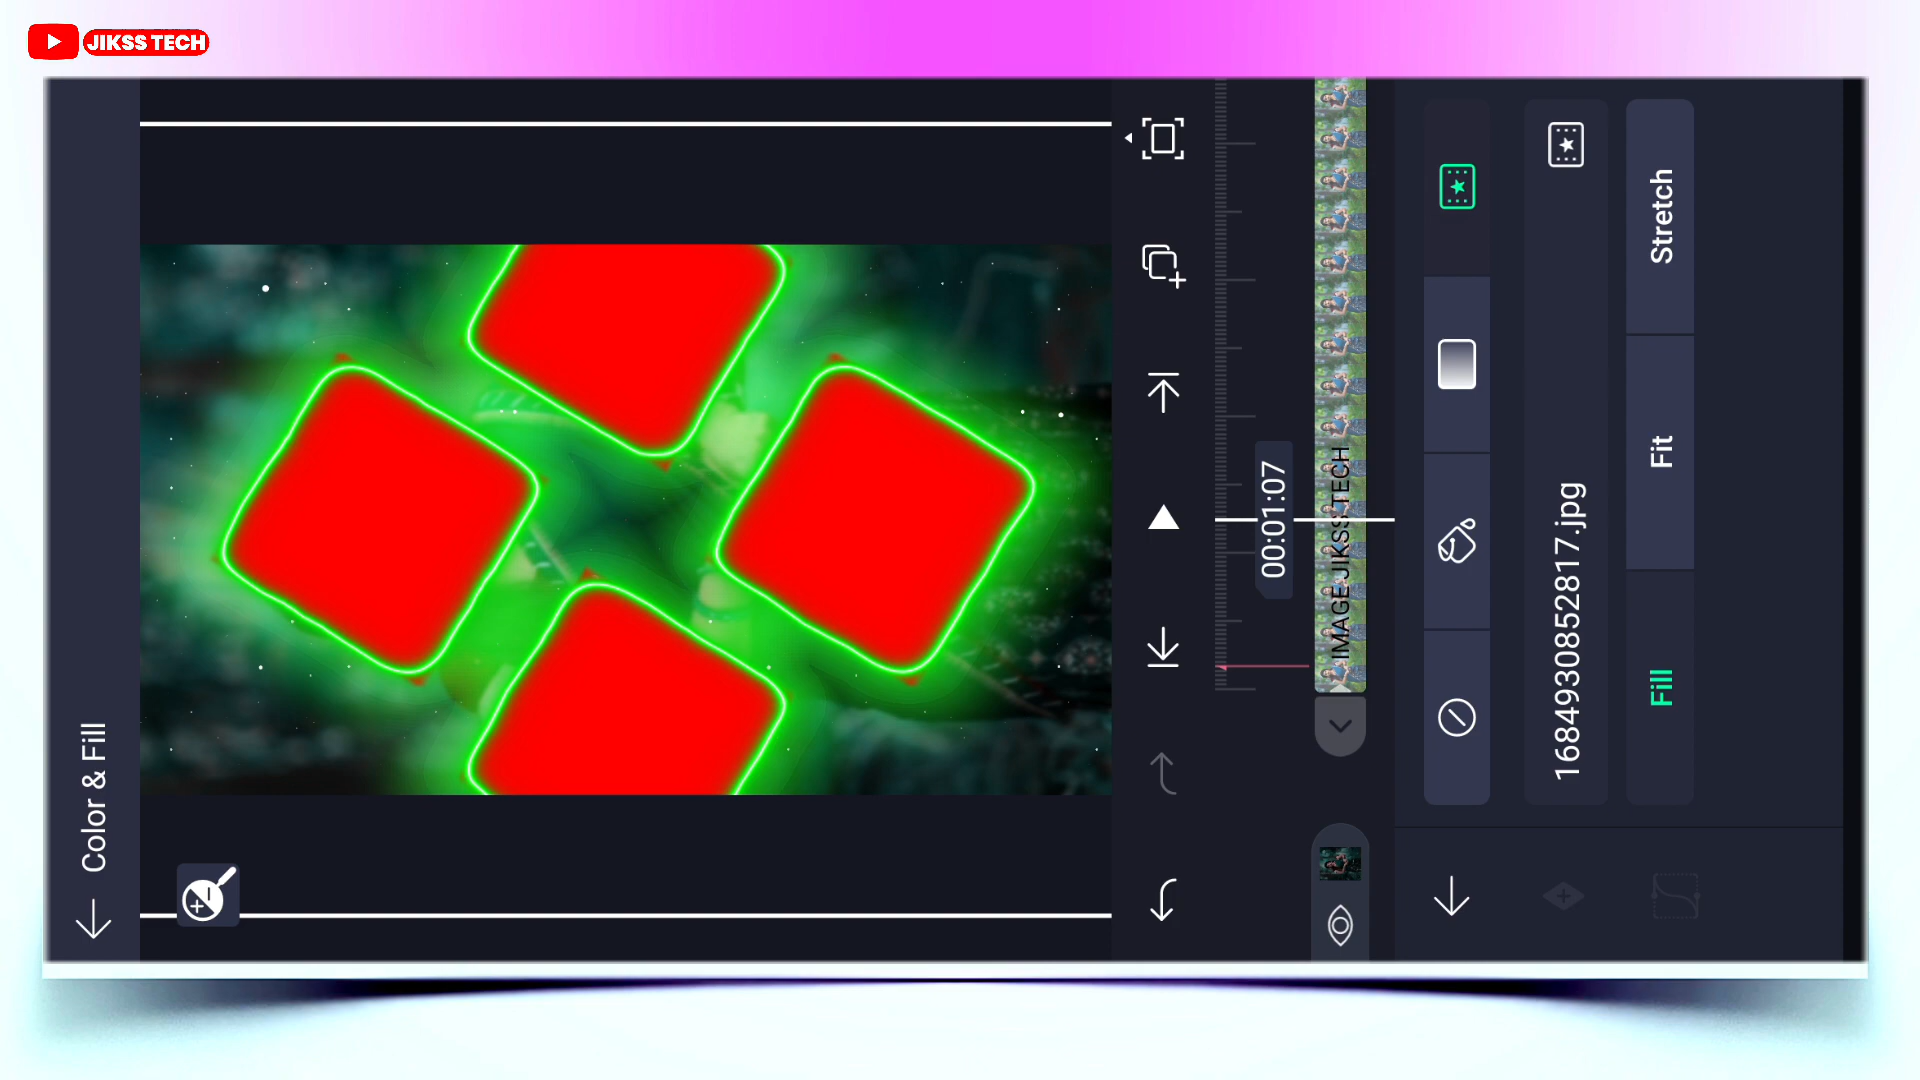 JIKSS TECH
Color & Fill
00:01:07
IMAGE JIKSS TECH
1684930852817.jpg
Stretch
Fit
Fill